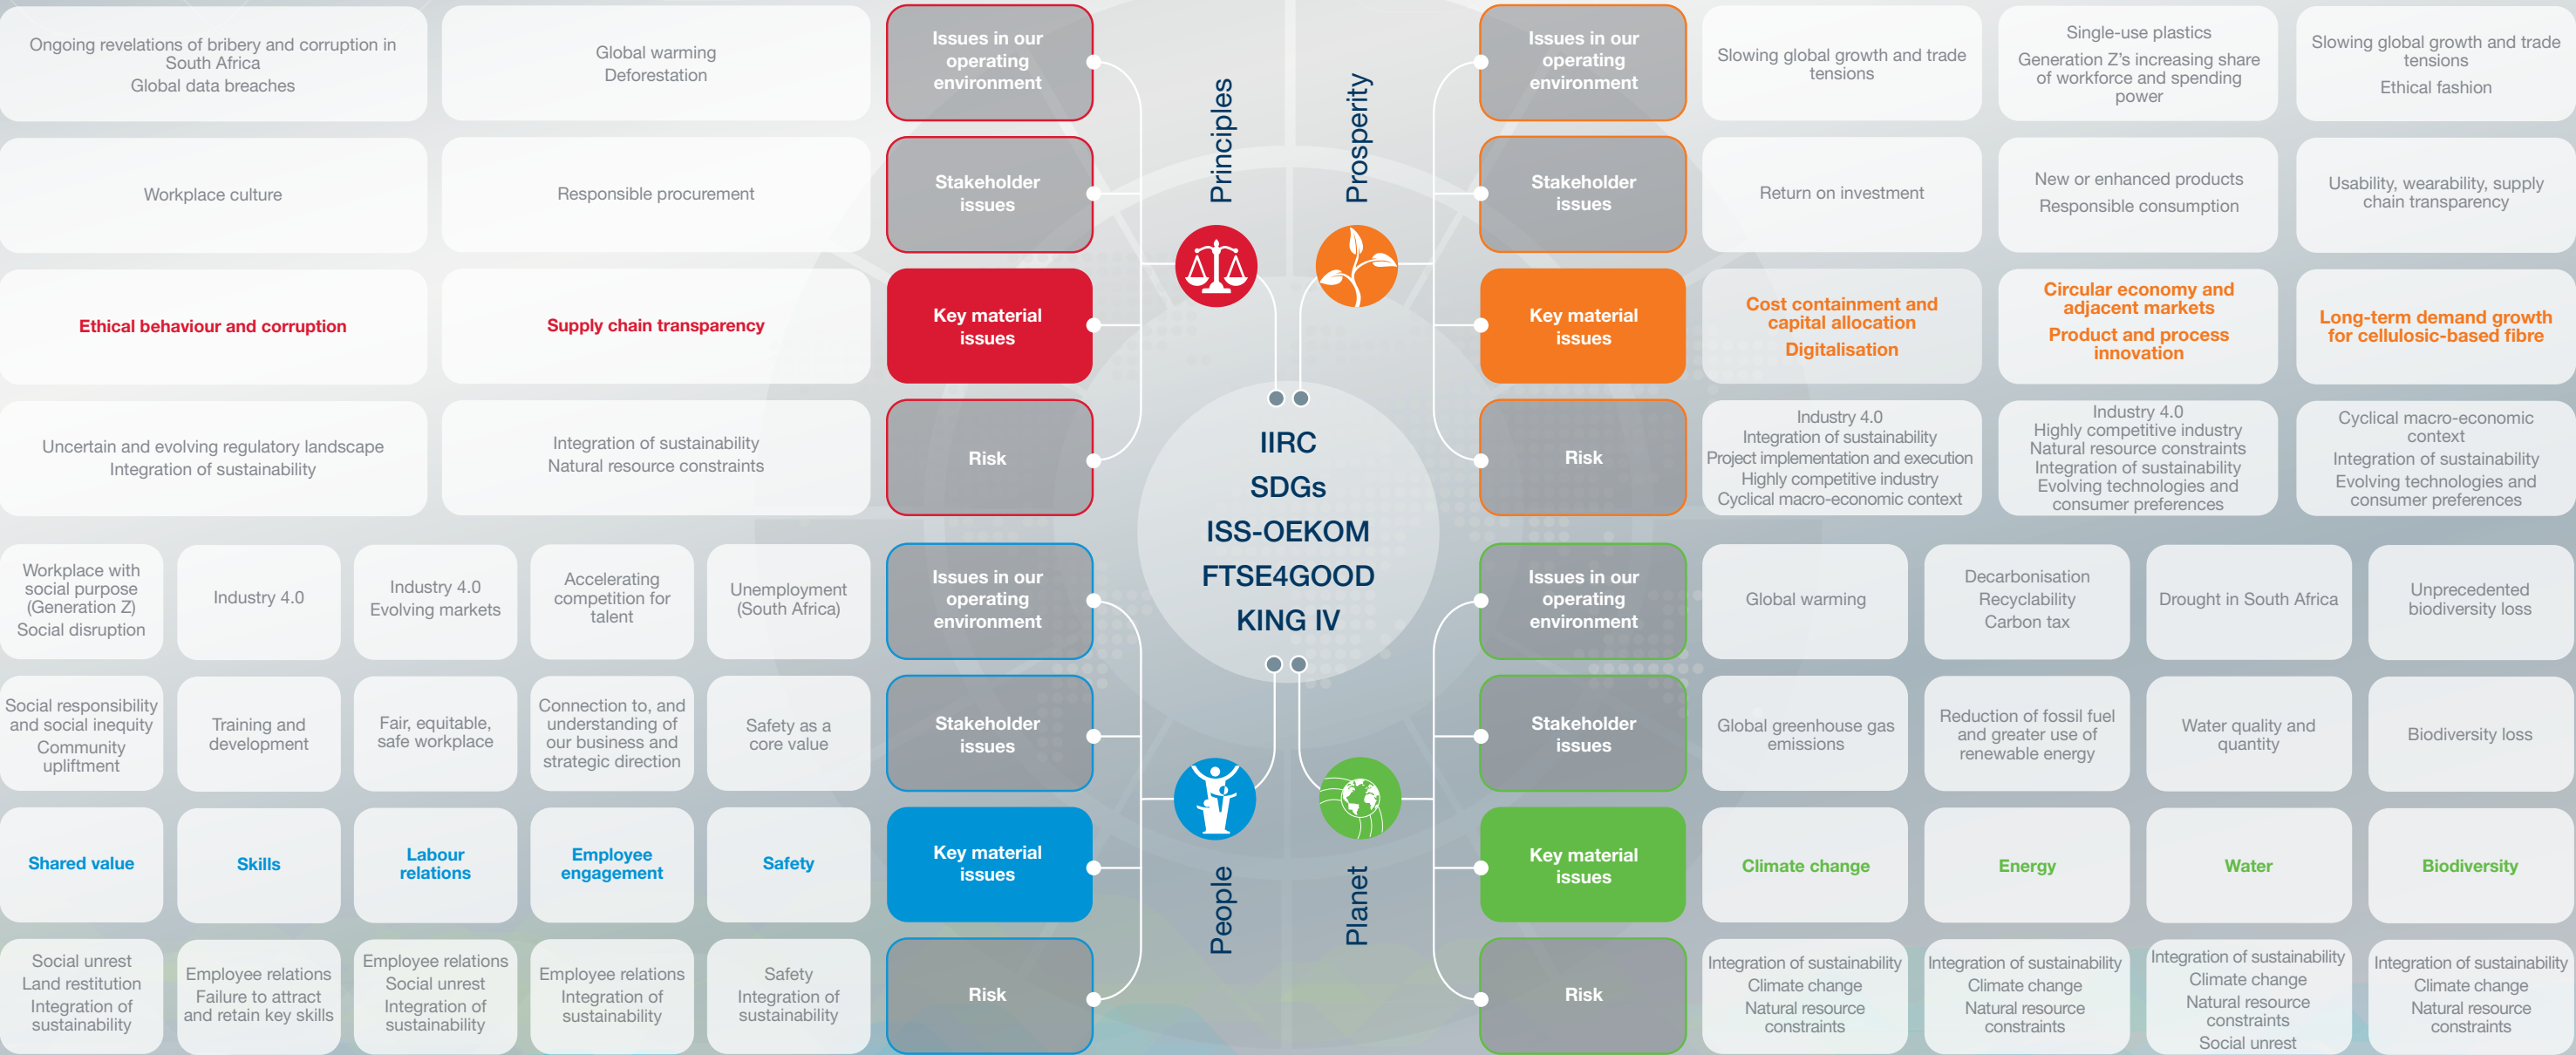 Ongoing revelations of bribery and corruption in
South Africa
Global data breaches
Global warming
Deforestation
Issues in our
operating
environment
Workplace culture
Responsible procurement
Stakeholder
issues
Ethical behaviour and corruption
Supply chain transparency
Key material
issues
Uncertain and evolving regulatory landscape
Integration of sustainability
Integration of sustainability
Natural resource constraints
Risk
Principles
Prosperity
Issues in our
operating
environment
Slowing global growth and trade
tensions
Single-use plastics
Generation Z's increasing share
of workforce and spending
power
Slowing global growth and trade
tensions
Ethical fashion
Stakeholder
issues
Return on investment
New or enhanced products
Responsible consumption
Usability, wearability, supply
chain transparency
Key material
issues
Cost containment and
capital allocation
Digitalisation
Circular economy and
adjacent markets
Product and process
innovation
Long-term demand growth
for cellulosic-based fibre
Risk
Industry 4.0
Integration of sustainability
Project implementation and execution
Highly competitive industry
Cyclical macro-economic context
Industry 4.0
Highly competitive industry
Natural resource constraints
Integration of sustainability
Evolving technologies and
consumer preferences
Cyclical macro-economic
context
Integration of sustainability
Evolving technologies and
consumer preferences
IIRC
SDGs
ISS-OEKOM
FTSE4GOOD
KING IV
Workplace with
social purpose
(Generation Z)
Social disruption
Industry 4.0
Industry 4.0
Evolving markets
Accelerating
competition for
talent
Unemployment
(South Africa)
Issues in our
operating
environment
Social responsibility
and social inequity
Community
upliftment
Training and
development
Fair, equitable,
safe workplace
Connection to, and
understanding of
our business and
strategic direction
Safety as a
core value
Stakeholder
issues
Shared value
Skills
Labour
relations
Employee
engagement
Safety
Key material
issues
Social unrest
Land restitution
Integration of
sustainability
Employee relations
Failure to attract
and retain key skills
Employee relations
Social unrest
Integration of
sustainability
Employee relations
Integration of
sustainability
Safety
Integration of
sustainability
Risk
People
Planet
Issues in our
operating
environment
Global warming
Decarbonisation
Recyclability
Carbon tax
Drought in South Africa
Unprecedented
biodiversity loss
Stakeholder
issues
Global greenhouse gas
emissions
Reduction of fossil fuel
and greater use of
renewable energy
Water quality and
quantity
Biodiversity loss
Key material
issues
Climate change
Energy
Water
Biodiversity
Risk
Integration of sustainability
Climate change
Natural resource
constraints
Integration of sustainability
Climate change
Natural resource
constraints
Integration of sustainability
Climate change
Natural resource
constraints
Social unrest
Integration of sustainability
Climate change
Natural resource
constraints